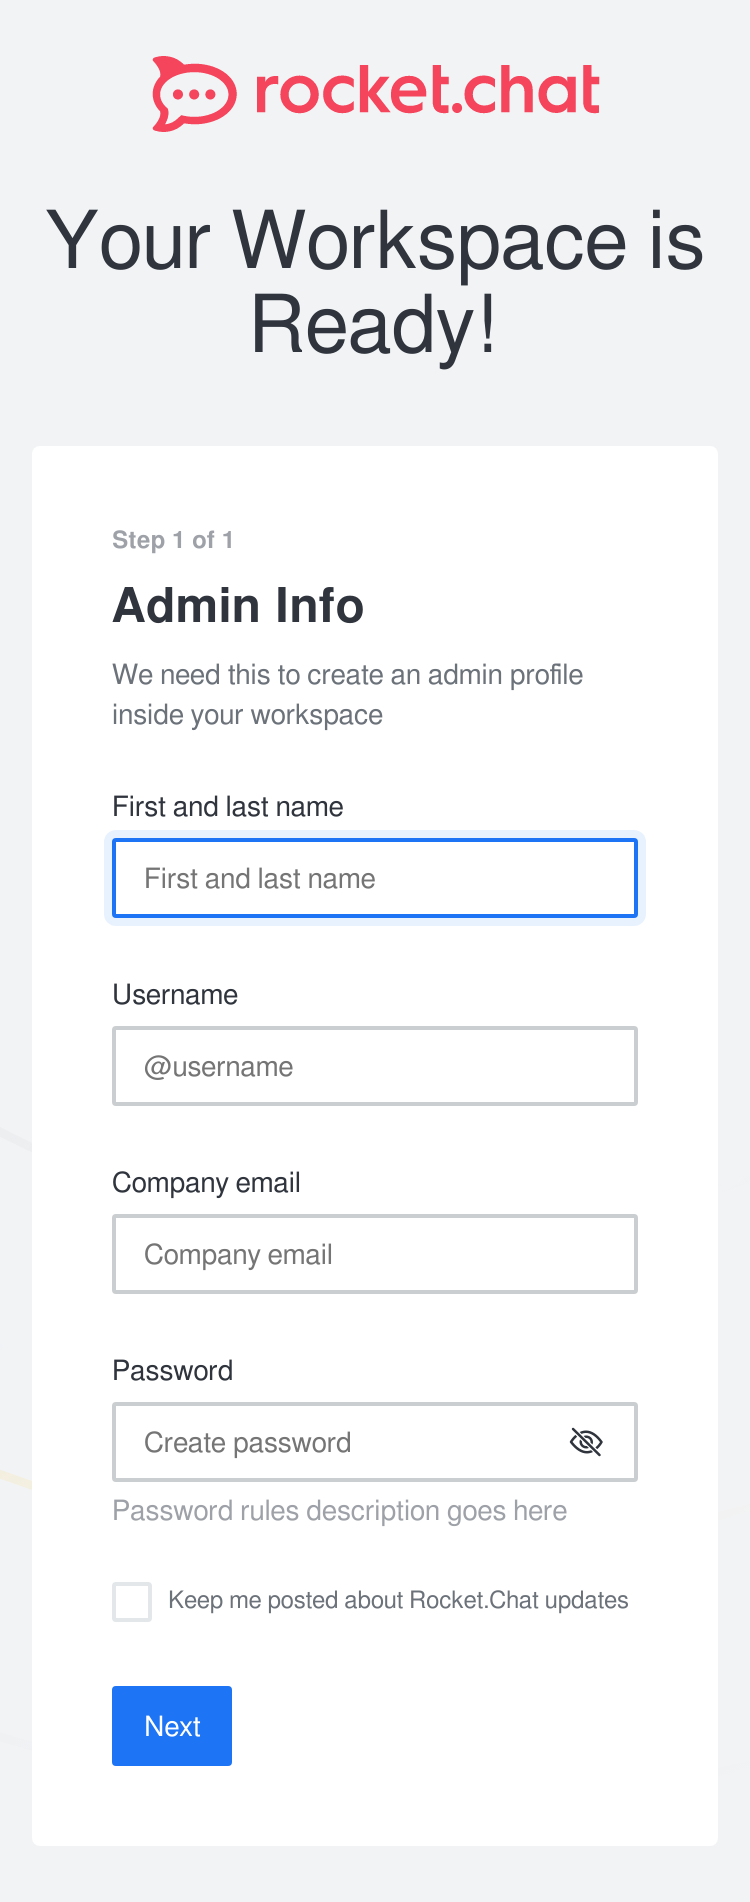 rocket.chat
Your Workspace is
Ready!
Step 1 of 1
Admin Info
We need this to create an admin profile
inside your workspace
First and last name
First and last name
Username
@username
Company email
Company email
Password
Create password
Password rules description goes here
Keep me posted about Rocket.Chat updates
Next